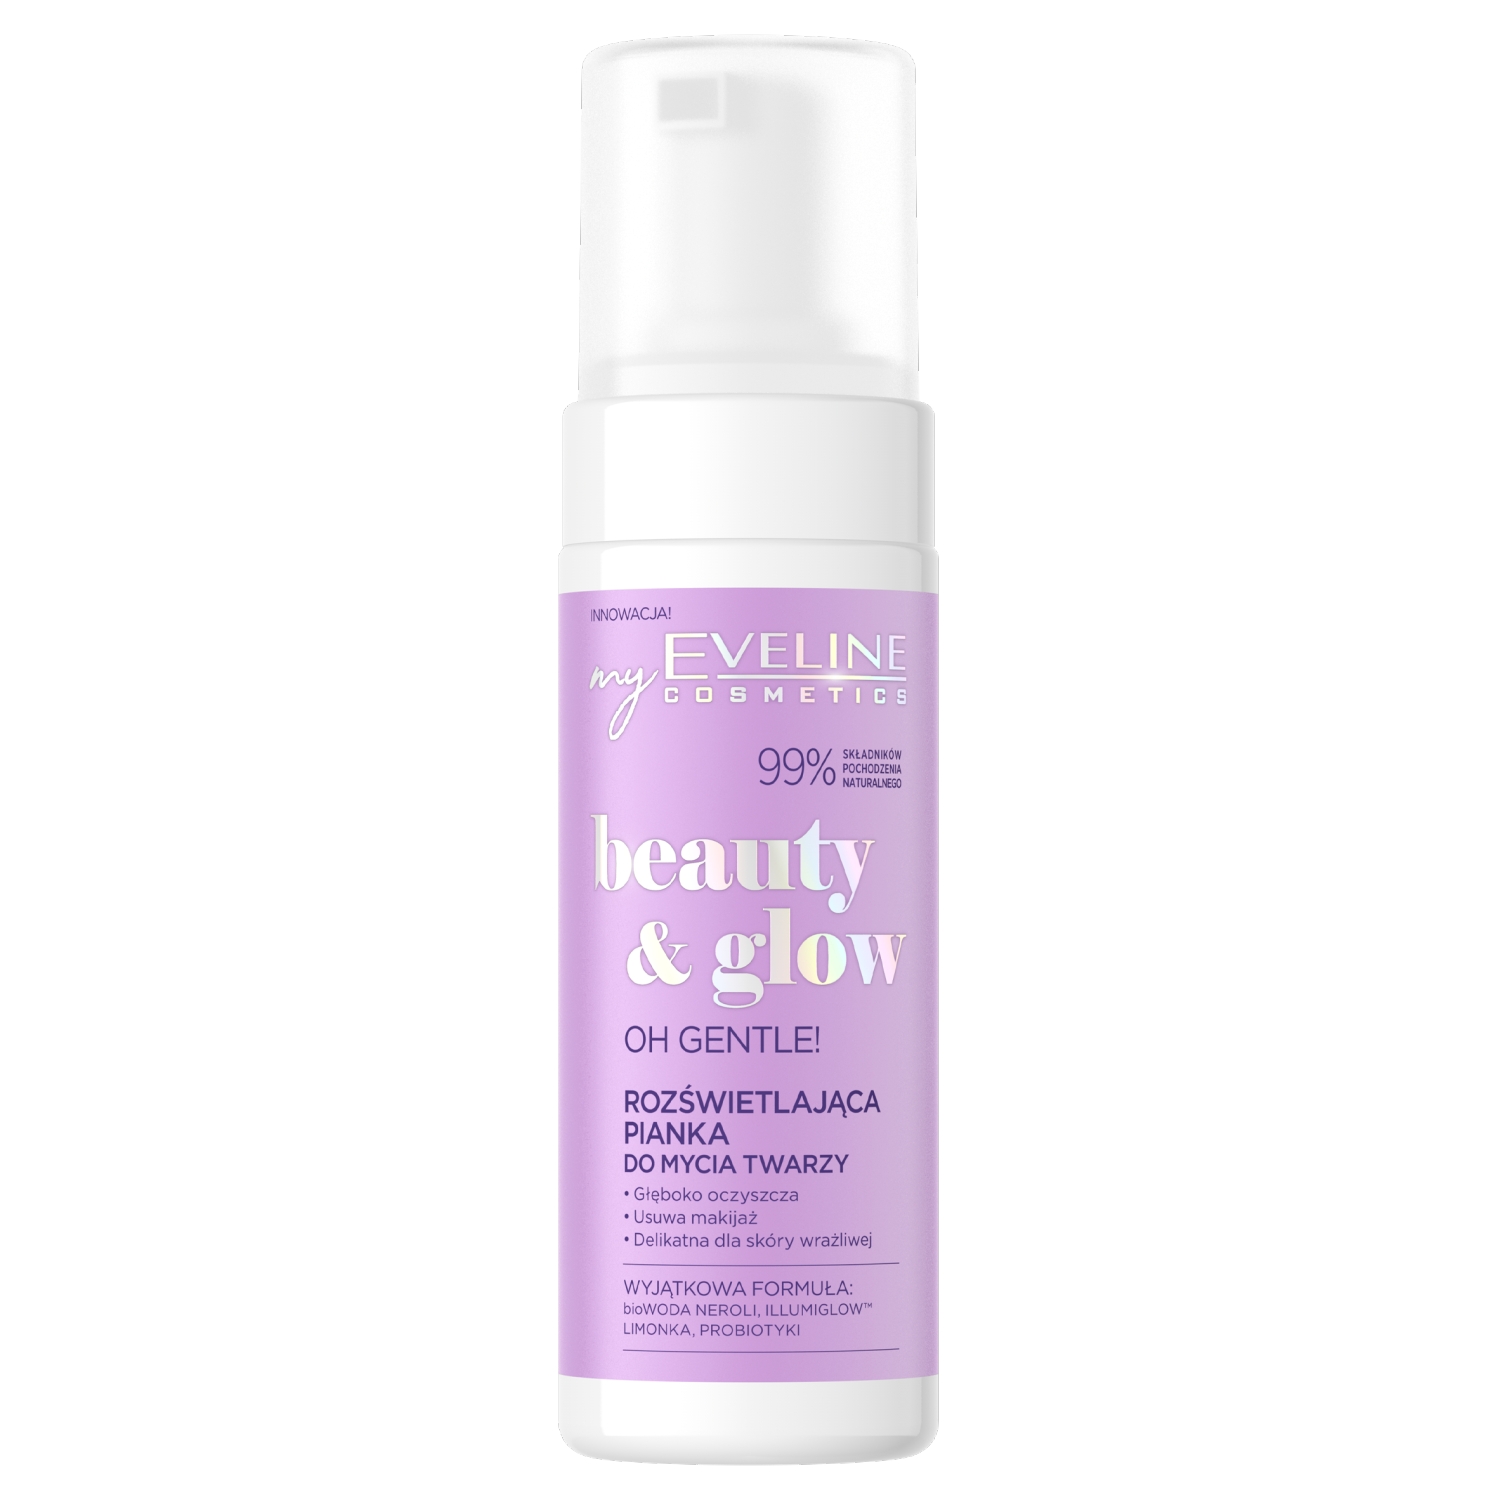 INNOWACJA!
my EVELINE
COSMETICS
99% SKŁADNIKÓW
POCHODZENIA
NATURALNEGO
beauty
& glow
OH GENTLE!
ROZŚWIETLAJĄCA
PIANKA
DO MYCIA TWARZY
• Głęboko oczyszcza
• Usuwa makijaż
• Delikatna dla skóry wrażliwej
WYJĄTKOWA FORMUŁA:
bioWODA NEROLI, ILLUMIGLOW™
LIMONKA, PROBIOTYKI